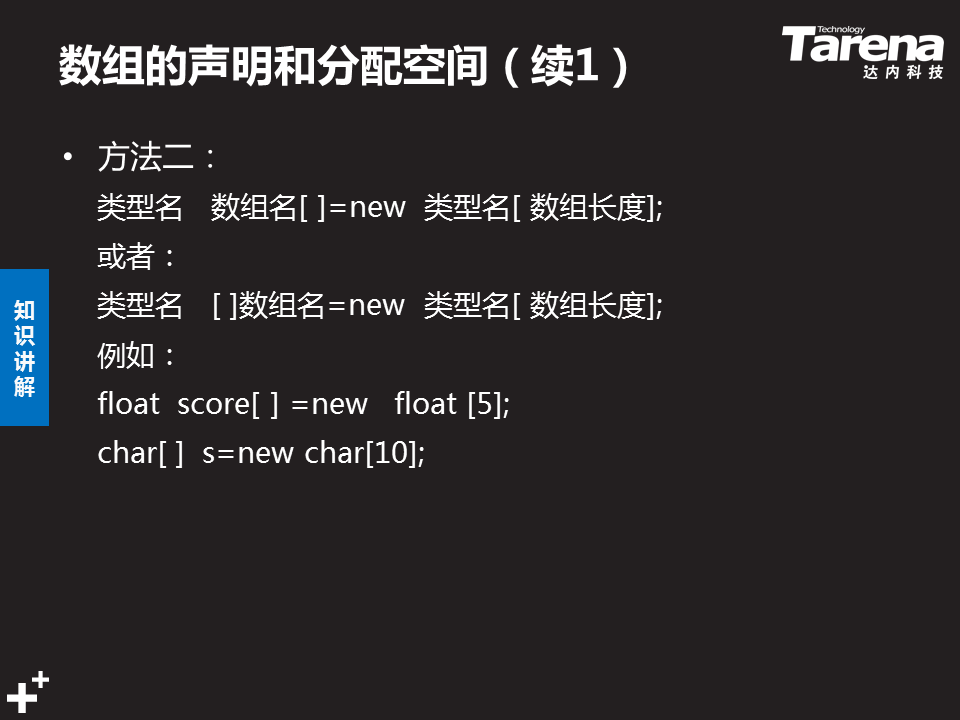 数组的声明和分配空间（续1）
Technology
Tarena
达内科技
• 方法二：
类型名 数组名[ ]=new 类型名[ 数组长度];
或者：
类型名 [ ]数组名=new 类型名[ 数组长度];
例如：
float score[ ] =new float [5];
char[ ] s=new char[10];
知
识
讲
解